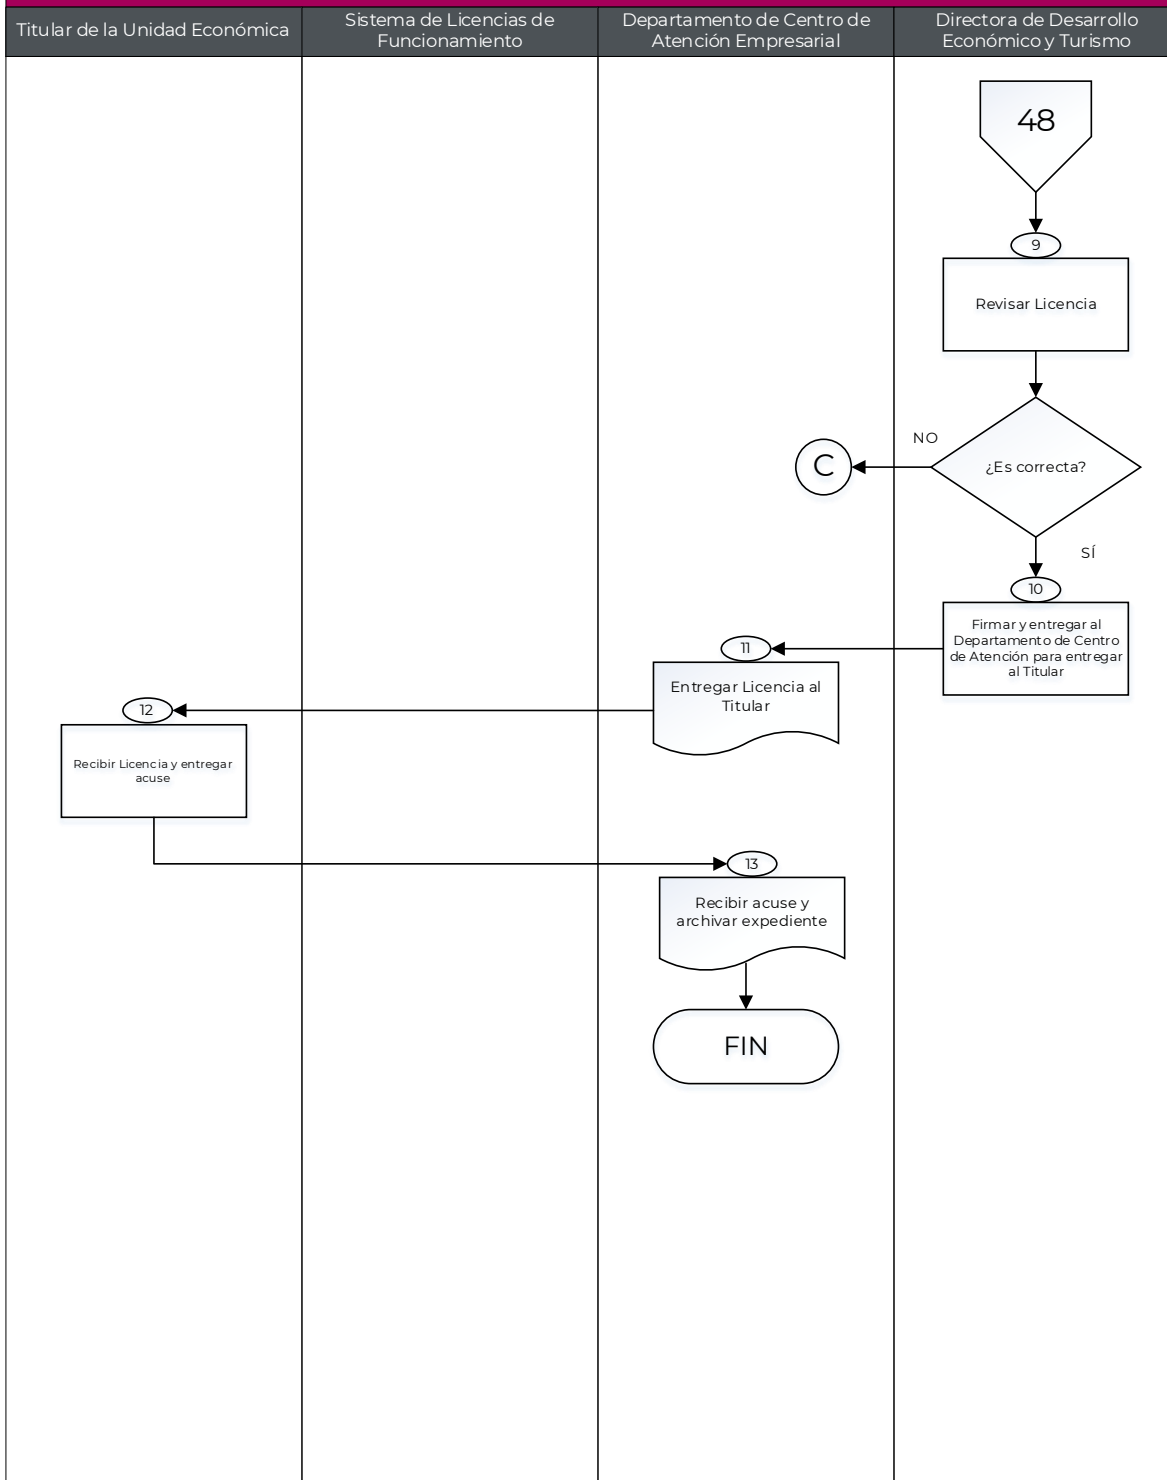 Titular de la Unidad Económica
Sistema de Licencias de
Funcionamiento
Departamento de Centro de
Atención Empresarial
Directora de Desarrollo
Económico y Turismo
48
9
Revisar Licencia
¿Es correcta?
NO
C
SÍ
10
Firmar y entregar al
Departamento de Centro
de Atención para entregar
al Titular
11
Entregar Licencia al
Titular
12
Recibir Licencia y entregar
acuse
13
Recibir acuse y
archivar expediente
FIN